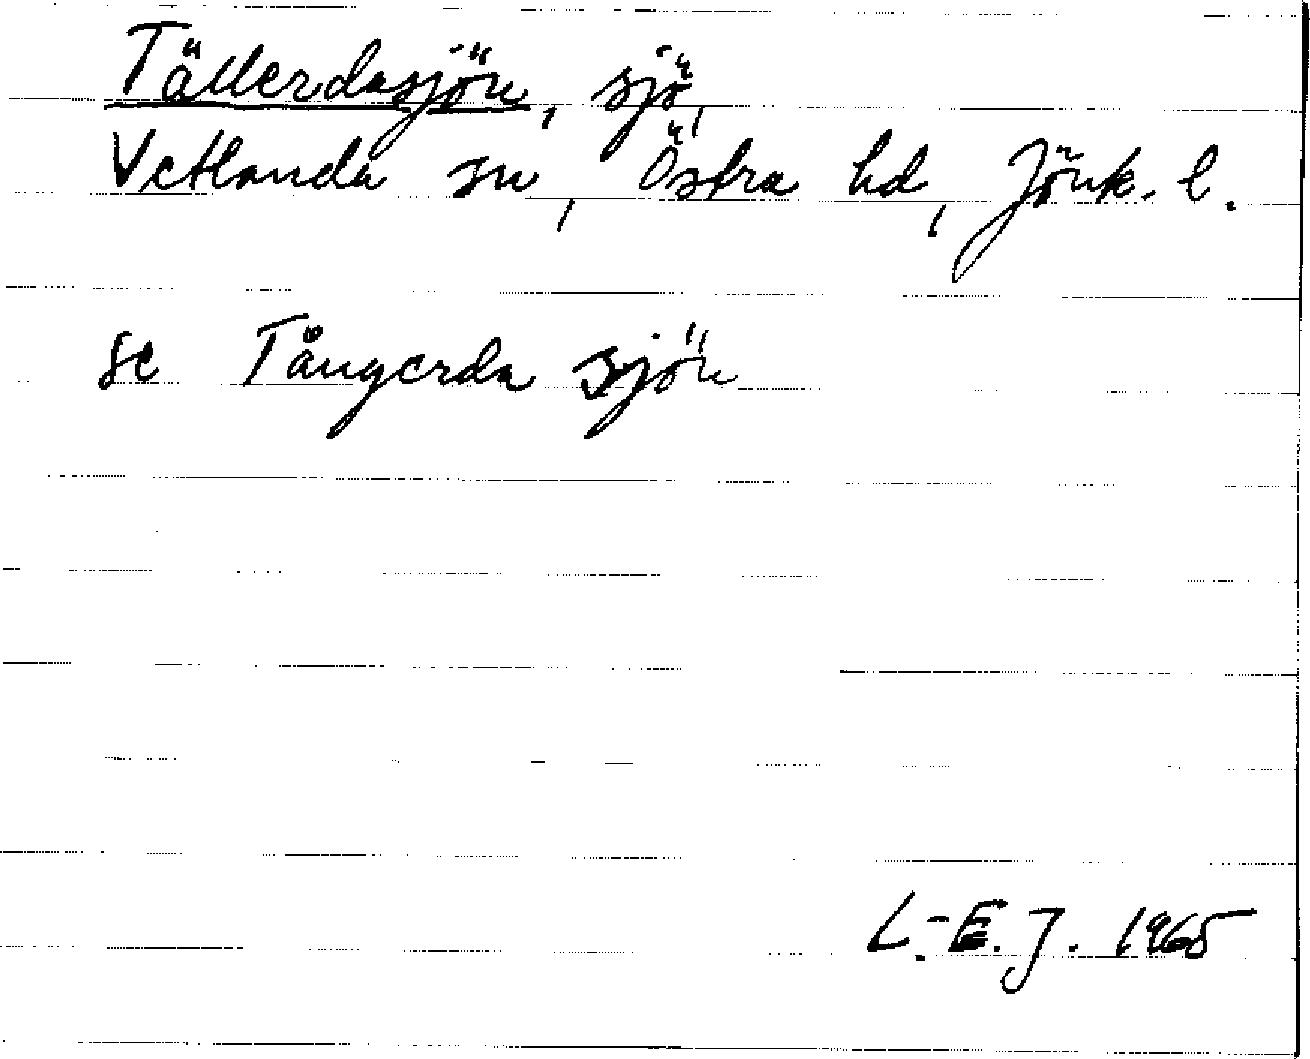 Tällerdasjön, sjö,
Vetlanda sn, Östra hd, Jönk. l.
se Tångerda sjön
L.-E. J. 1965